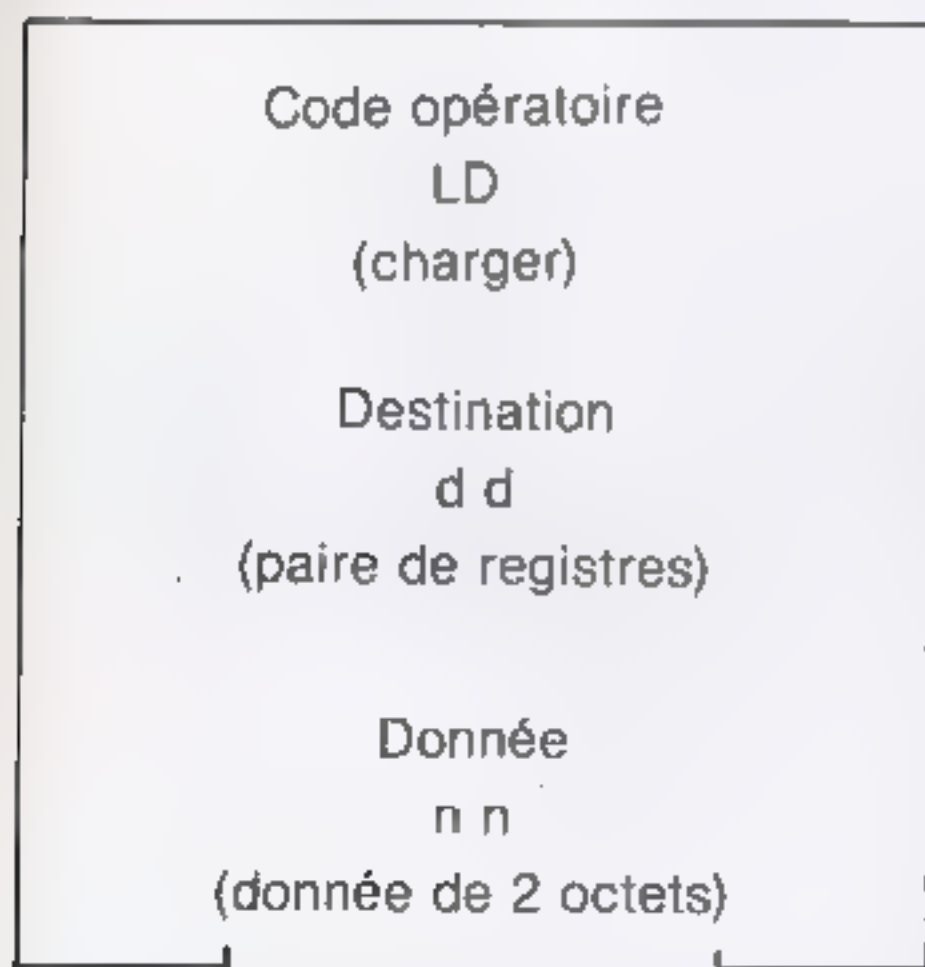 Code opératoire
LD
(charger)
Destination
d d
(paire de registres)
Donnée
n n
(donnée de 2 octets)